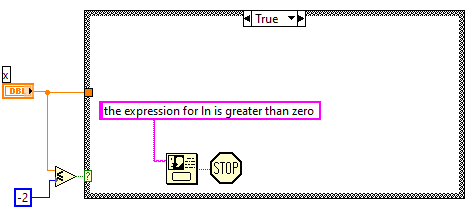 True
x
DBL
the expression for ln is greater than zero
STOP
?
-2